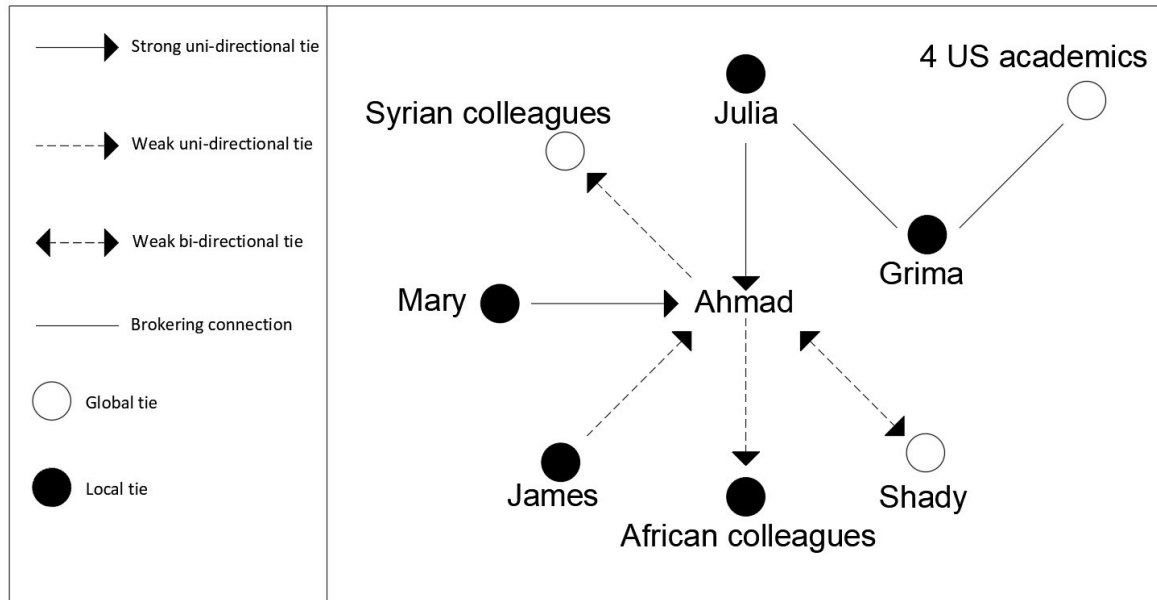 Strong uni-directional tie
Weak uni-directional tie
Weak bi-directional tie
Brokering connection
Global tie
Local tie
4 US academics
Syrian colleagues
Julia
Grima
Mary
Ahmad
James
African colleagues
Shady